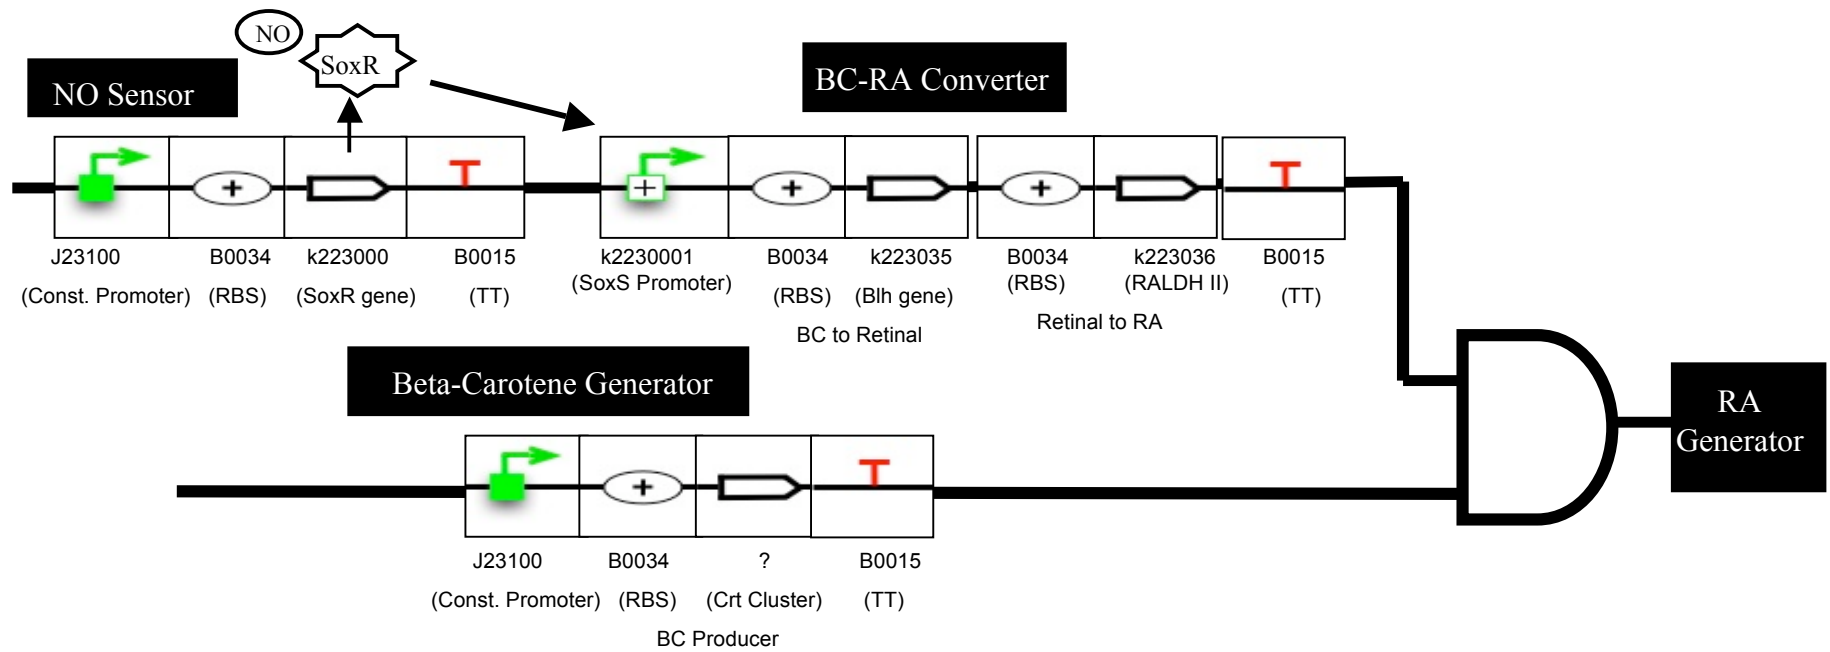 NO
SoxR
NO Sensor
BC-RA Converter
J23100 B0034 k223000 B0015 k2230001 B0034 k223035 B0034 k223036 B0015
(Const. Promoter) (RBS) (SoxR gene) (TT) (SoxS Promoter) (RBS) (Blh gene) (RBS) (RALDH II) (TT)
BC to Retinal Retinal to RA
Beta-Carotene Generator
RA
Generator
J23100 B0034 ? B0015
(Const. Promoter) (RBS) (Crt Cluster) (TT)
BC Producer